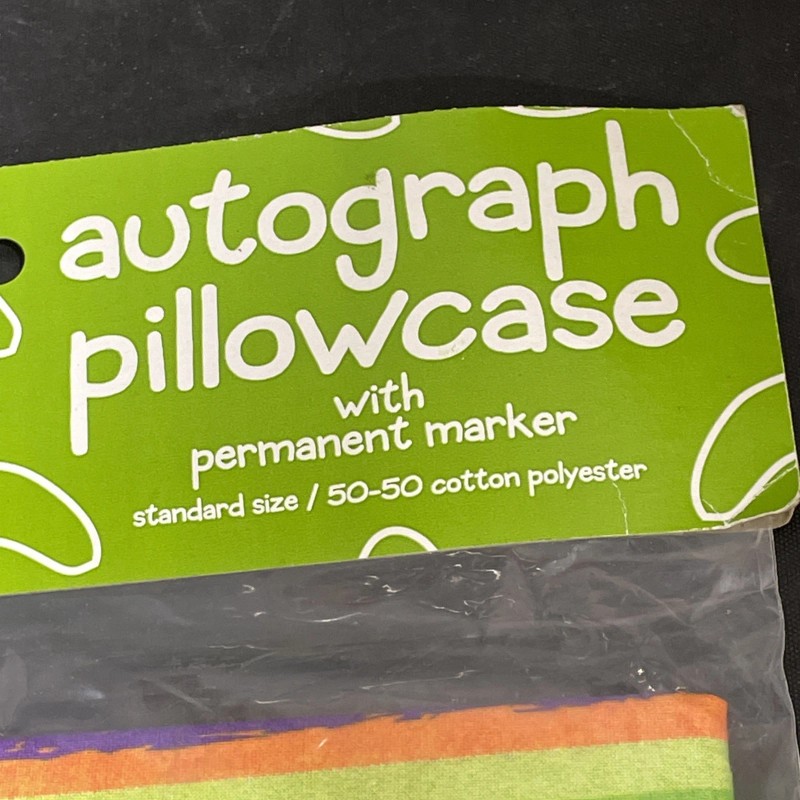 autograph
pillowcase
with
permanent marker
standard size / 50-50 cotton polyester